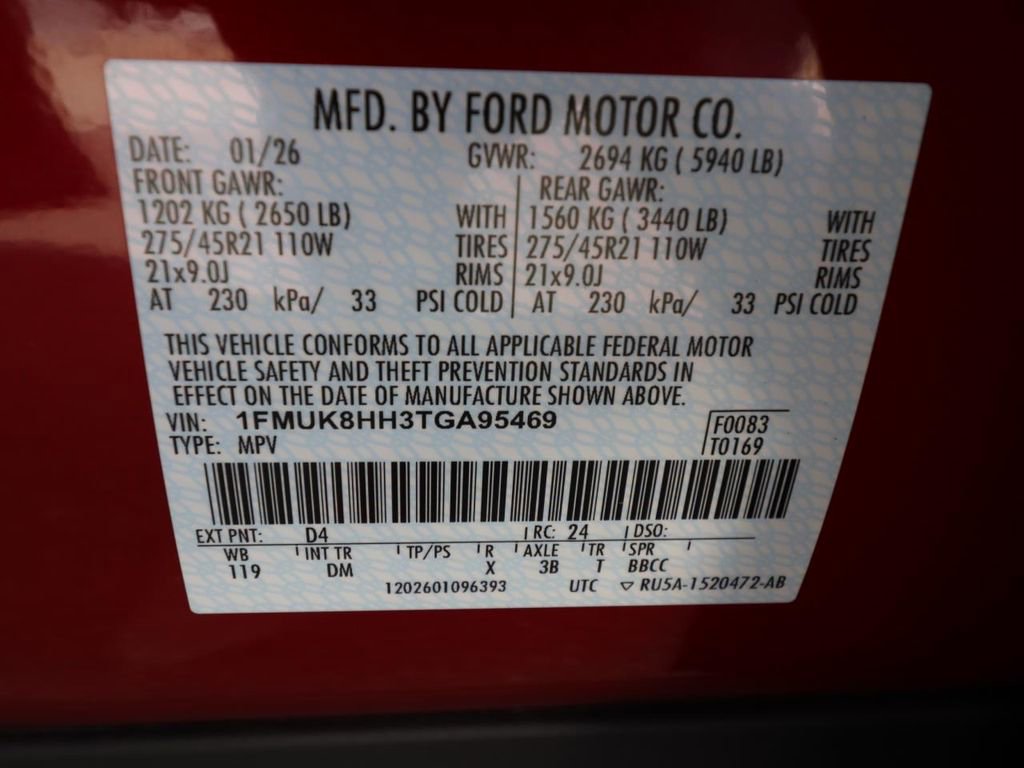 MFD. BY FORD MOTOR CO.
DATE: 01/26 GVWR: 2694 KG ( 5940 LB)
FRONT GAWR: REAR GAWR:
1202 KG ( 2650 LB) WITH 1560 KG ( 3440 LB) WITH
275/45R21 110W TIRES 275/45R21 110W TIRES
21x9.0J RIMS 21x9.0J RIMS
AT 230 kPa/ 33 PSI COLD AT 230 kPa/ 33 PSI COLD
THIS VEHICLE CONFORMS TO ALL APPLICABLE FEDERAL MOTOR
VEHICLE SAFETY AND THEFT PREVENTION STANDARDS IN
EFFECT ON THE DATE OF MANUFACTURE SHOWN ABOVE.
VIN: 1FMUK8HH3TGA95469 F0083
TYPE: MPV T0169
EXT PNT: D4 RC: 24 DSO:
WB INT TR TP/PS R AXLE TR SPR
119 DM X 3B T BBCC
1202601096393 UTC ▽ RU5A-1520472-AB